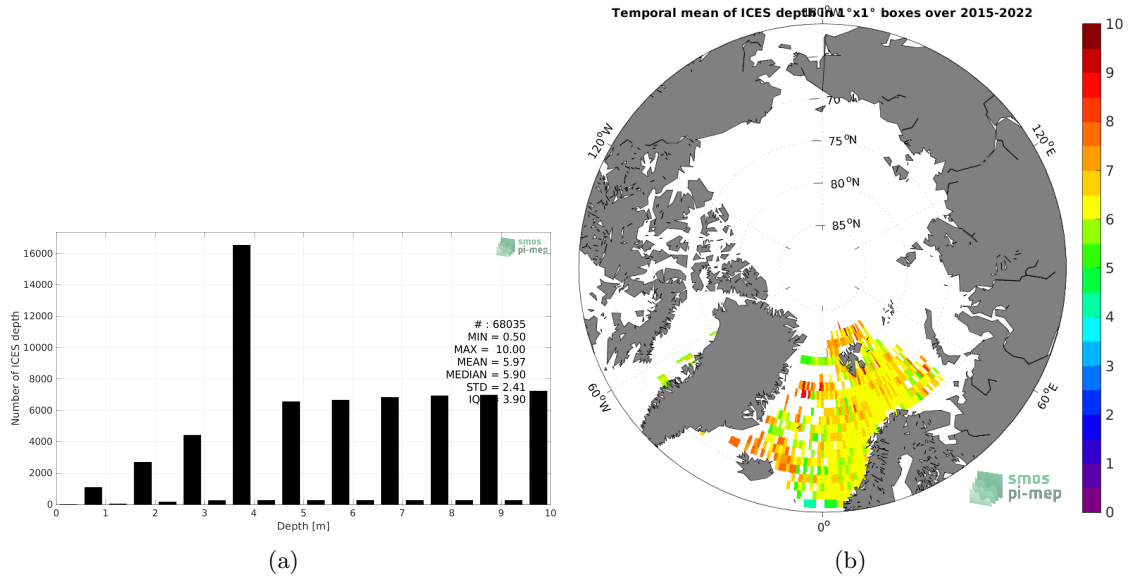 Temporal mean of ICES depth in 1°x1° boxes over 2015-2022
180°W
16000
14000
12000
10000
8000
6000
4000
2000
0
Number of ICES depth
smos
pi-mep
# : 68035
MIN = 0.50
MAX = 10.00
MEAN = 5.97
MEDIAN = 5.90
STD = 2.41
IQR = 3.90
0 1 2 3 4 5 6 7 8 9 10
Depth [m]
(a)
120°W
120°E
60°W
60°E
0°
70°N
75°N
80°N
85°N
smos
pi-mep
10
9
8
7
6
5
4
3
2
1
0
(b)